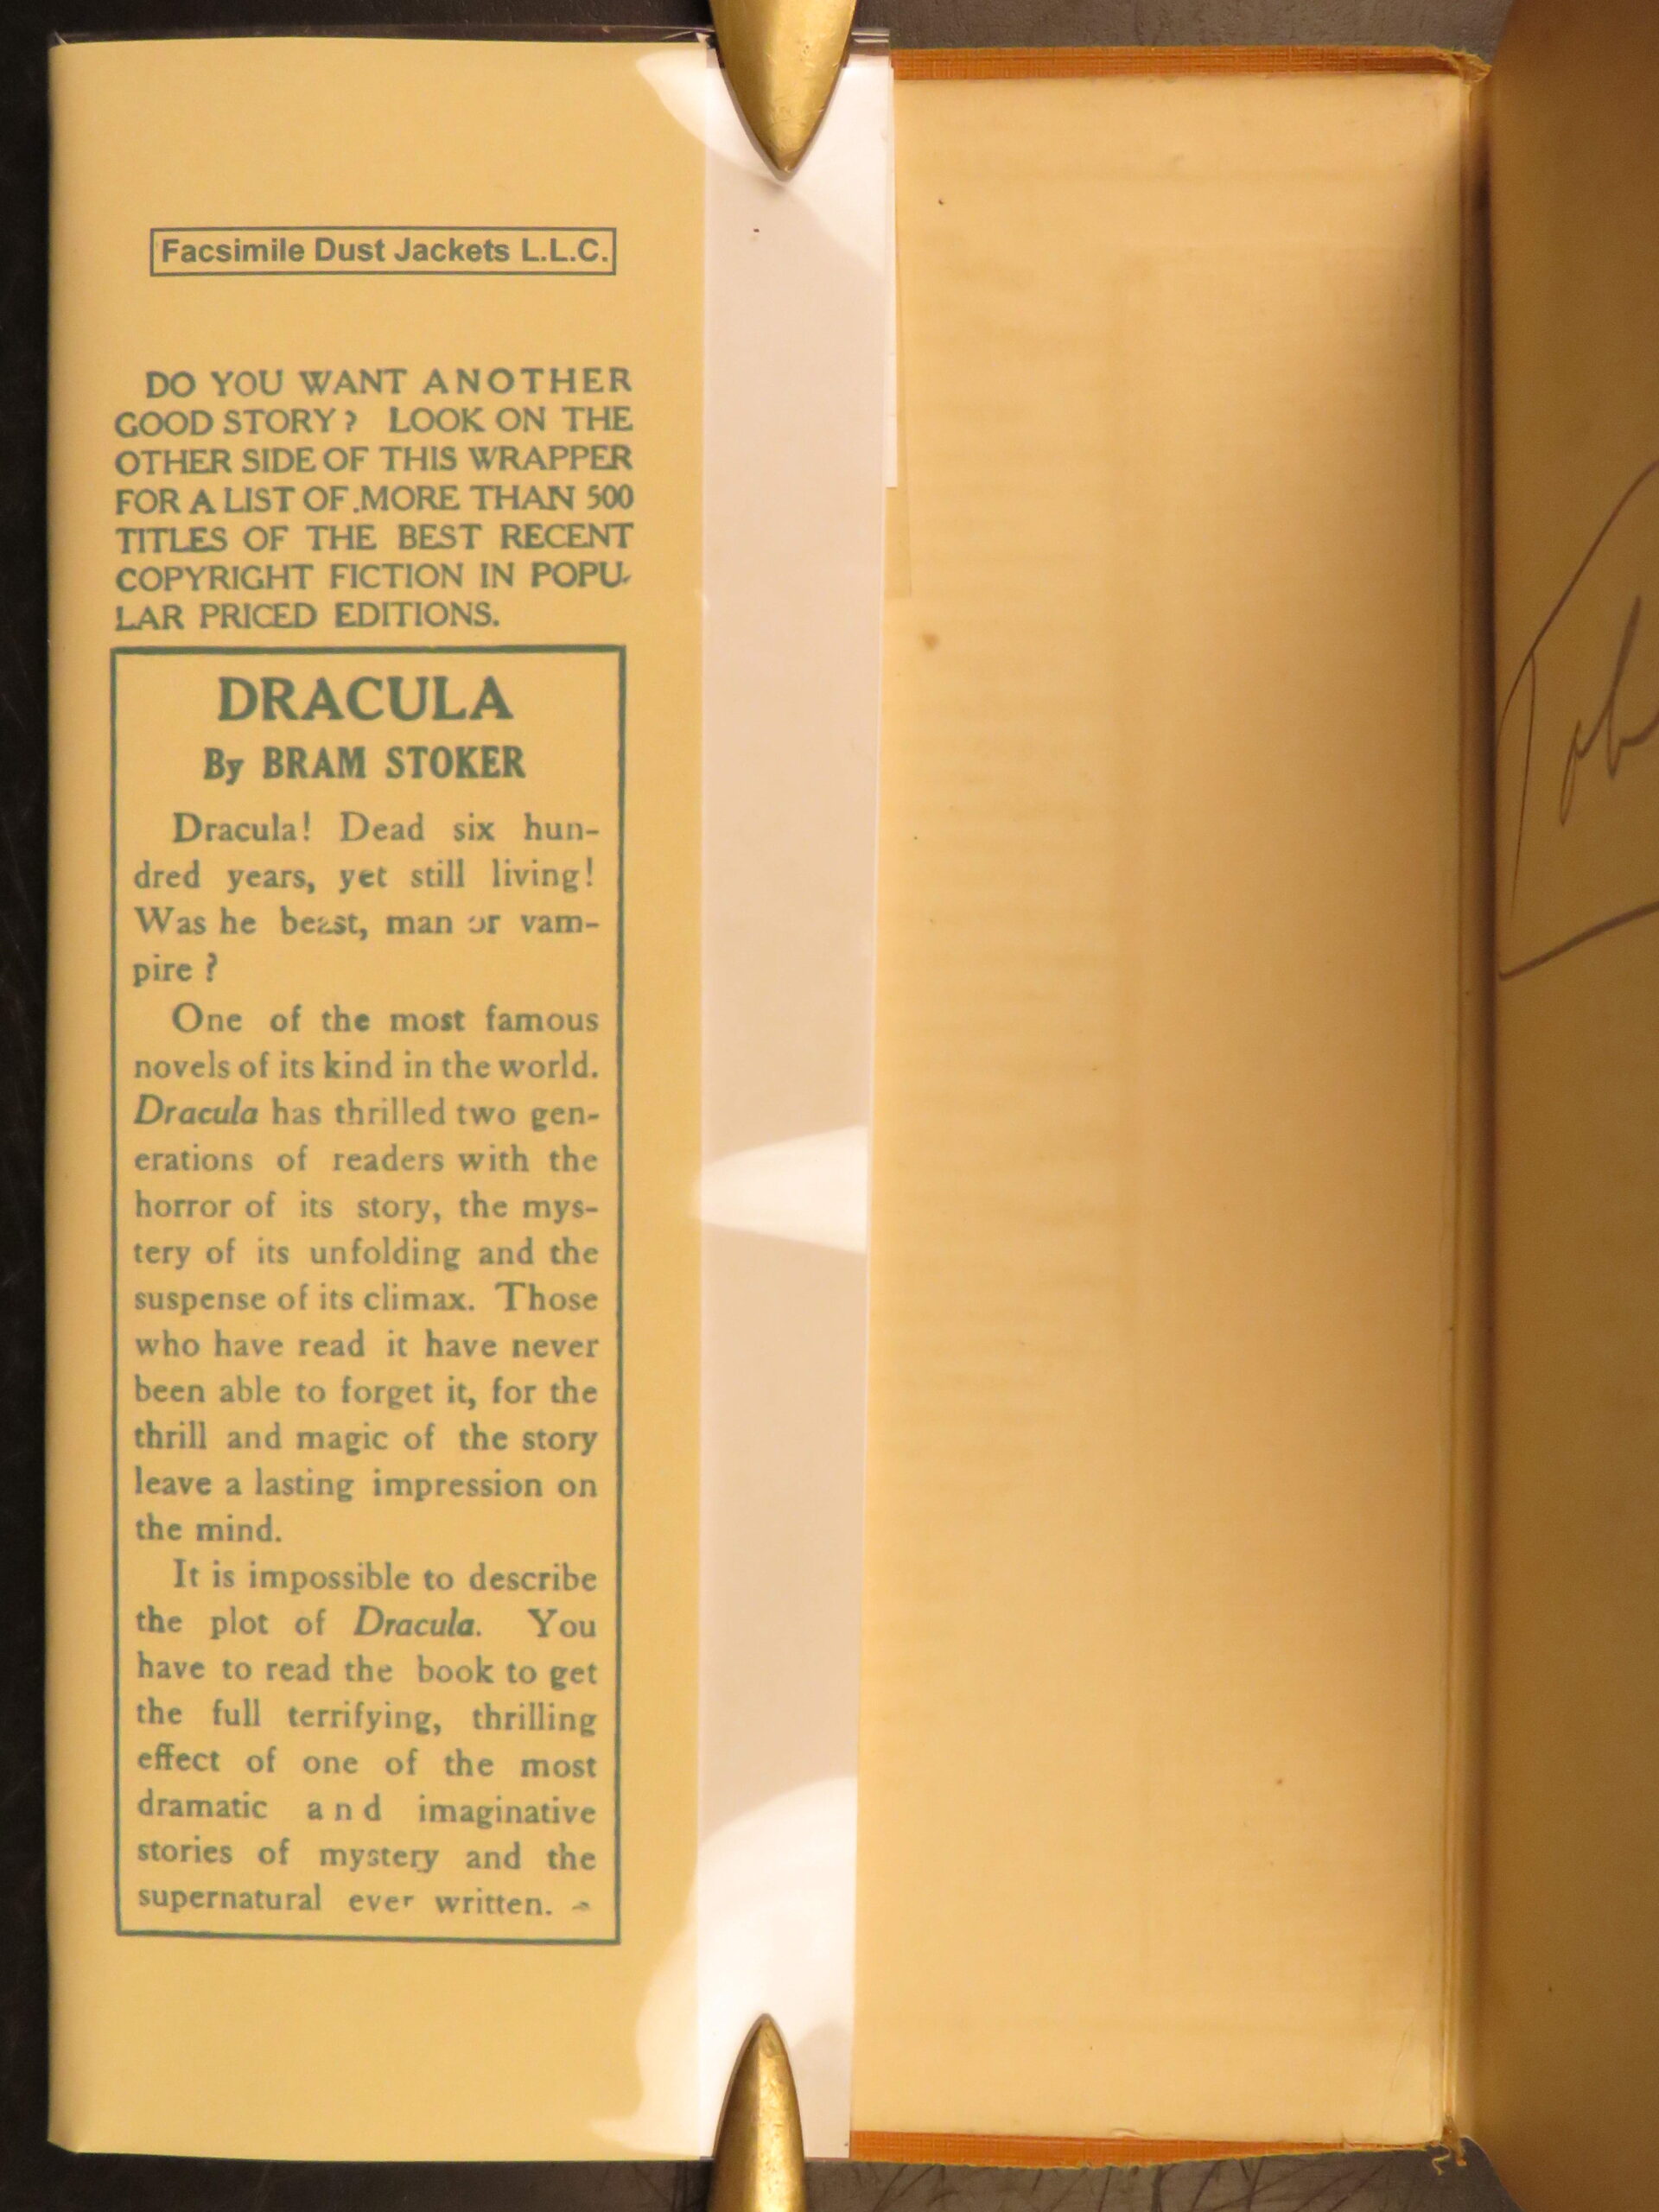 Facsimile Dust Jackets L.L.C.
DO YOU WANT ANOTHER
GOOD STORY? LOOK ON THE
OTHER SIDE OF THIS WRAPPER
FOR A LIST OF MORE THAN 500
TITLES OF THE BEST RECENT
COPYRIGHT FICTION IN POPU-
LAR PRICED EDITIONS.
DRACULA
By BRAM STOKER
Dracula! Dead six hun-
dred years, yet still living!
Was he beast, man or vam-
pire?
One of the most famous
novels of its kind in the world.
Dracula has thrilled two gen-
erations of readers with the
horror of its story, the mys-
tery of its unfolding and the
suspense of its climax. Those
who have read it have never
been able to forget it, for the
thrill and magic of the story
leave a lasting impression on
the mind.
It is impossible to describe
the plot of Dracula. You
have to read the book to get
the full terrifying, thrilling
effect of one of the most
dramatic and imaginative
stories of mystery and the
supernatural ever written.